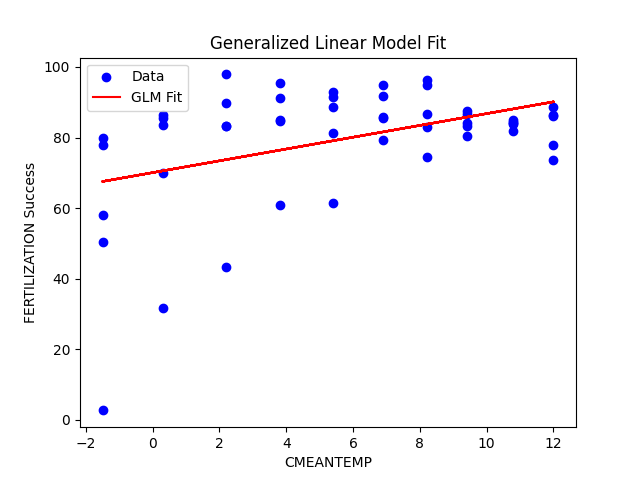 Generalized Linear Model Fit
Data
GLM Fit
FERTILIZATION Success
100
80
60
40
20
0
−2
0
2
4
6
8
10
12
CMEANTEMP